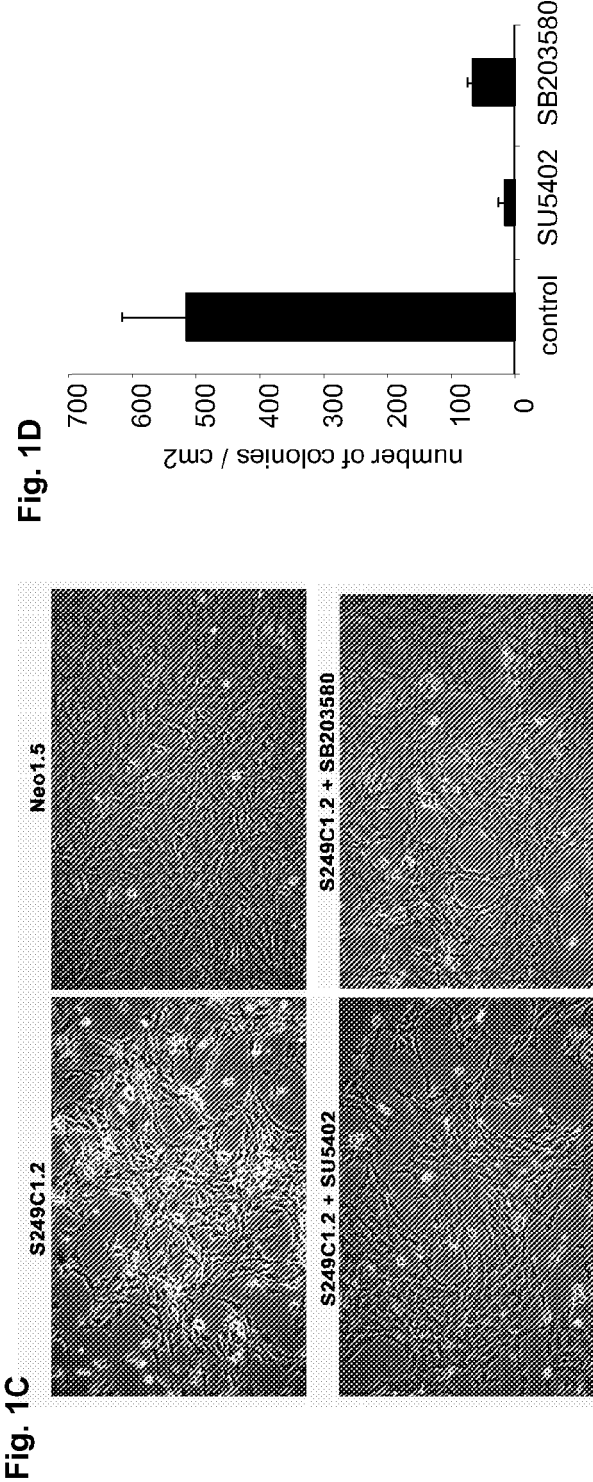 Fig. 1C
S249C1.2
Neo1.5
S249C1.2 + SU5402
S249C1.2 + SB203580
Fig. 1D
number of colonies / cm2
700
600
500
400
300
200
100
0
control
SU5402
SB203580